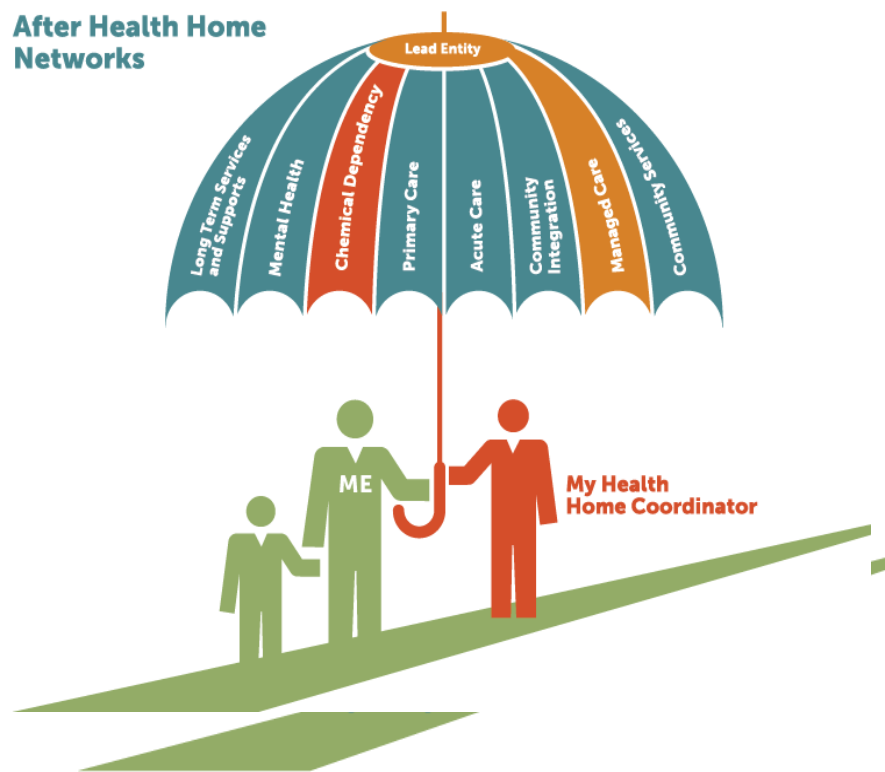 After Health Home
Networks
Lead Entity
Long Term Services
and Supports
Mental Health
Chemical Dependency
Primary Care
Acute Care
Community
Integration
Managed Care
Community Services
ME
My Health
Home Coordinator